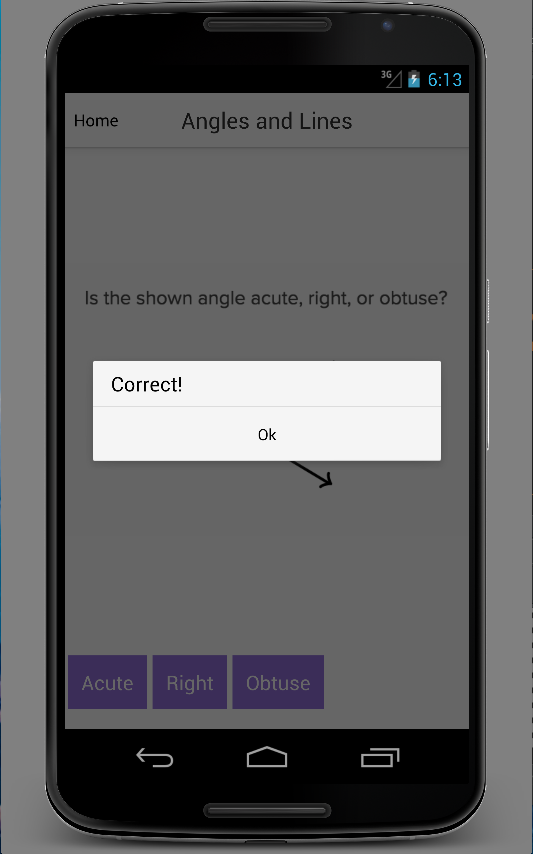 3G 6:13
Home Angles and Lines
Is the shown angle acute, right, or obtuse?
Correct!
Ok
Acute Right Obtuse